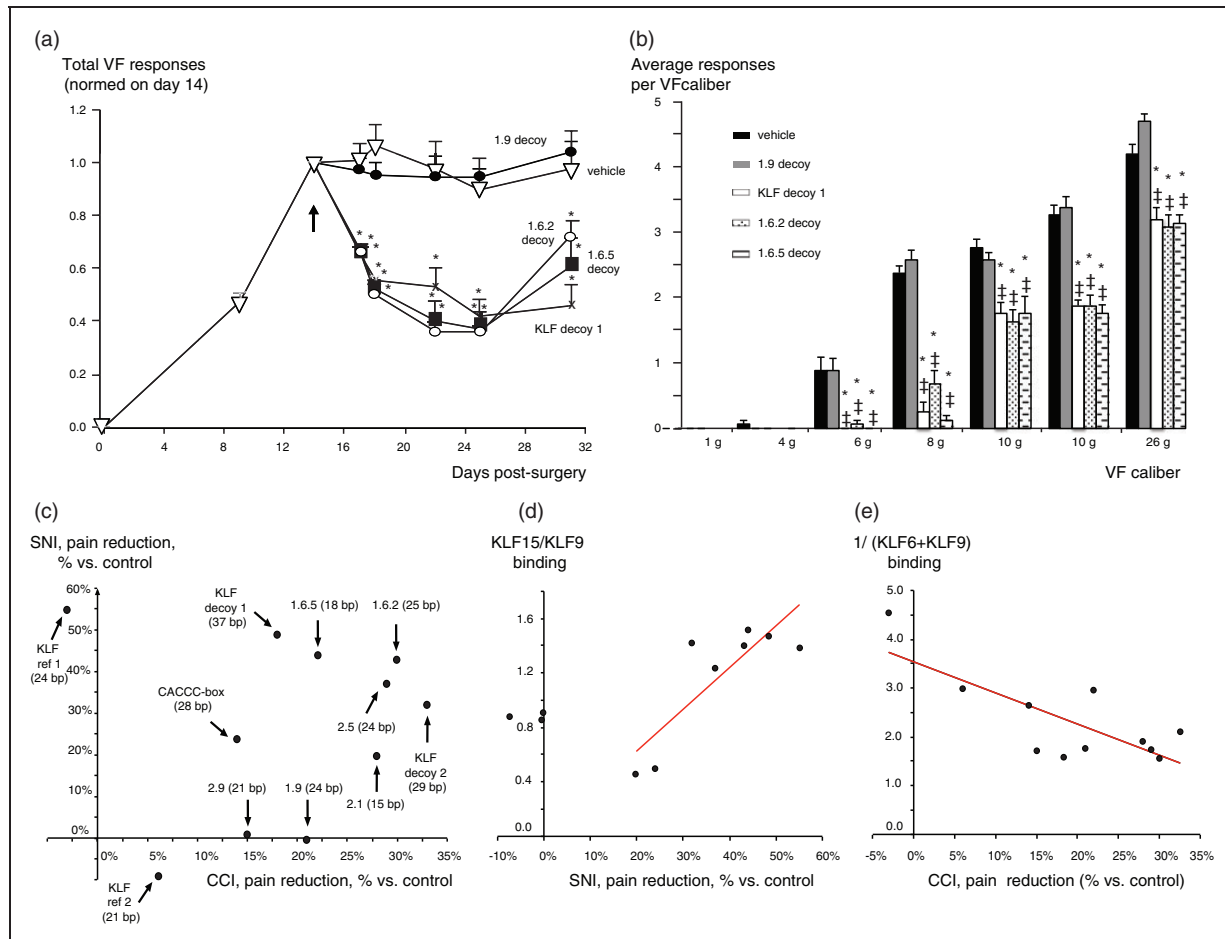 (a)
Total VF responses
(normed on day 14)
1.2
1.0
0.8
0.6
0.4
0.2
0.0
0
4
8
12
16
20
24
28
32
Days post-surgery
1.9 decoy
vehicle
1.6.2
decoy
1.6.5
decoy
KLF decoy 1
* * * * * * * * * * * * * * *
(b)
Average responses
per VFcaliber
5
4
3
2
1
0
vehicle
1.9 decoy
KLF decoy 1
1.6.2 decoy
1.6.5 decoy
* * *
‡ ‡ ‡
* * *
‡ ‡ ‡
* * *
‡ ‡ ‡
* * *
‡ ‡ ‡
* * *
‡ ‡ ‡
1 g
4 g
6 g
8 g
10 g
10 g
26 g
VF caliber
(c)
SNI, pain reduction,
% vs. control
60%
50%
40%
30%
20%
10%
0%
-10%
KLF
ref 1
(24 bp)
KLF
decoy 1
(37 bp)
1.6.5 (18 bp)
1.6.2 (25 bp)
CACCC-box
(28 bp)
2.5 (24 bp)
KLF
decoy 2
(29 bp)
2.9 (21 bp)
1.9 (24 bp)
2.1 (15 bp)
KLF
ref 2
(21 bp)
0%
5%
15%
20%
25%
30%
35%
CCI, pain reduction, % vs. control
(d)
KLF15/KLF9
binding
1.6
1.2
0.8
0.4
0.0
-10%
0%
10%
20%
30%
40%
50%
60%
SNI, pain reduction, % vs. control
(e)
1/ (KLF6+KLF9)
binding
5.0
4.0
3.0
2.0
1.0
0.0
-5%
0%
5%
10%
15%
20%
25%
30%
35%
CCI, pain reduction (% vs. control)